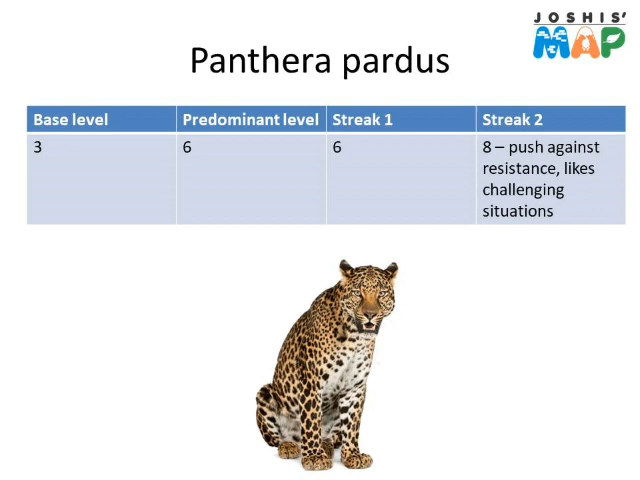 JOSHIS'
MAP
Panthera pardus
Base level Predominant level Streak 1 Streak 2
3 6 6 8 – push against
resistance, likes
challenging
situations